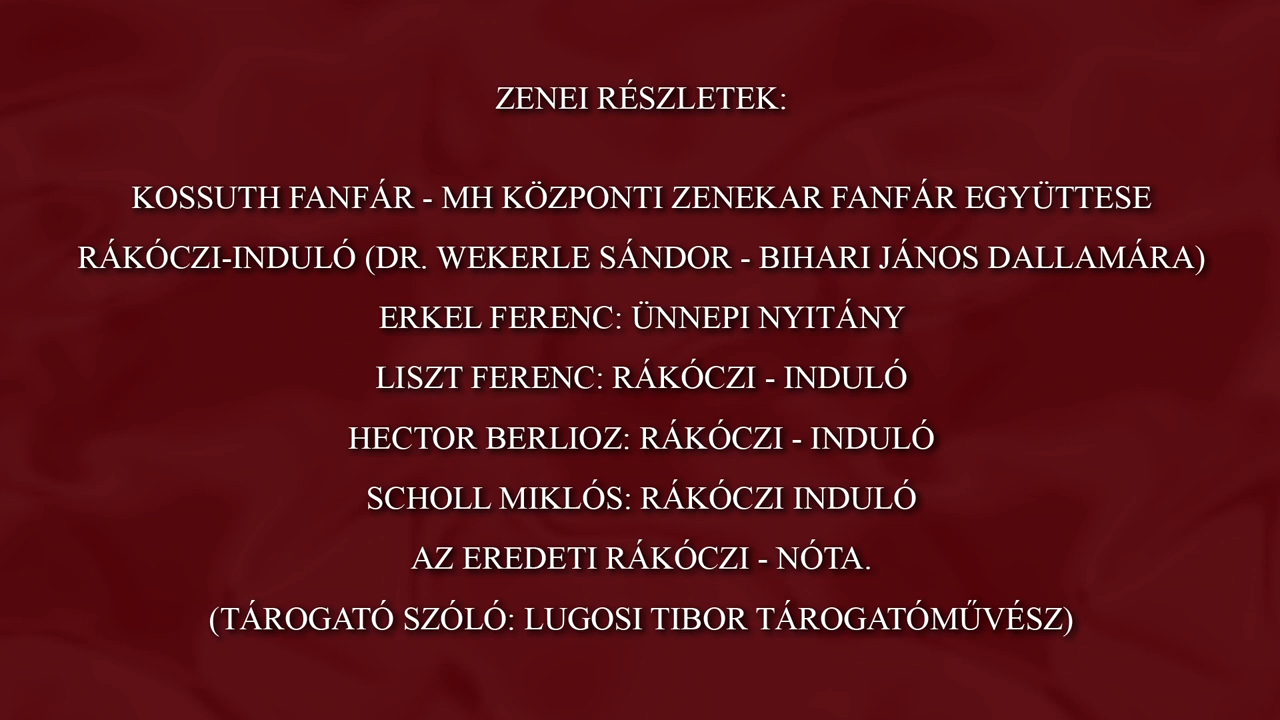 ZENEI RÉSZLETEK:
KOSSUTH FANFÁR - MH KÖZPONTI ZENEKAR FANFÁR EGYÜTTESE
RÁKÓCZI-INDULÓ (DR. WEKERLE SÁNDOR - BIHARI JÁNOS DALLAMÁRA)
ERKEL FERENC: ÜNNEPI NYITÁNY
LISZT FERENC: RÁKÓCZI - INDULÓ
HECTOR BERLIOZ: RÁKÓCZI - INDULÓ
SCHOLL MIKLÓS: RÁKÓCZI INDULÓ
AZ EREDETI RÁKÓCZI - NÓTA.
(TÁROGATÓ SZÓLÓ: LUGOSI TIBOR TÁROGATÓMŰVÉSZ)